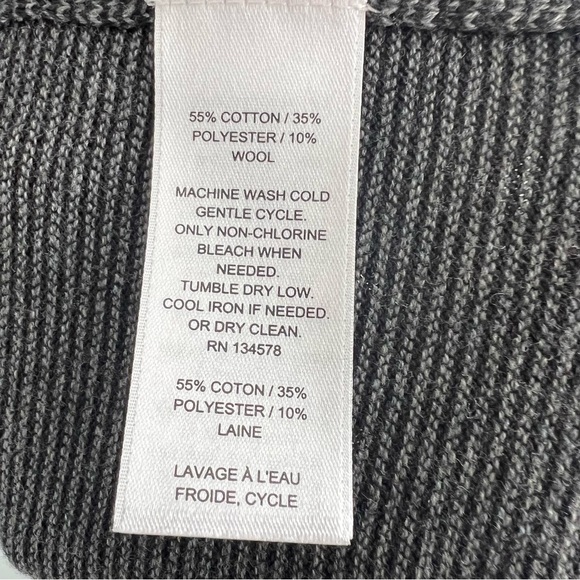 55% COTTON / 35%
POLYESTER / 10%
WOOL
MACHINE WASH COLD
GENTLE CYCLE.
ONLY NON-CHLORINE
BLEACH WHEN
NEEDED.
TUMBLE DRY LOW.
COOL IRON IF NEEDED.
OR DRY CLEAN.
RN 134578
55% COTON / 35%
POLYESTER / 10%
LAINE
LAVAGE À L'EAU
FROIDE, CYCLE